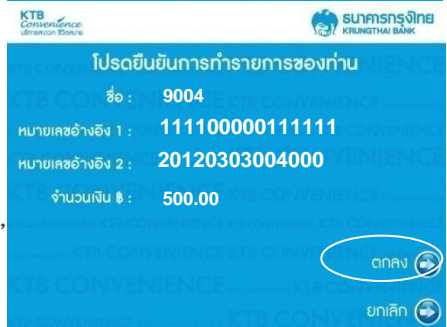 KTB
Convenience
บริการสะดวก ชีวิตสบาย
ธนาคารกรุงไทย
KRUNGTHAI BANK
โปรดยืนยันการทำรายการของท่าน
ชื่อ : 9004
หมายเลขอ้างอิง 1 : 111100000111111
หมายเลขอ้างอิง 2 : 20120303004000
จำนวนเงิน ฿ : 500.00
,
ตกลง
ยกเลิก